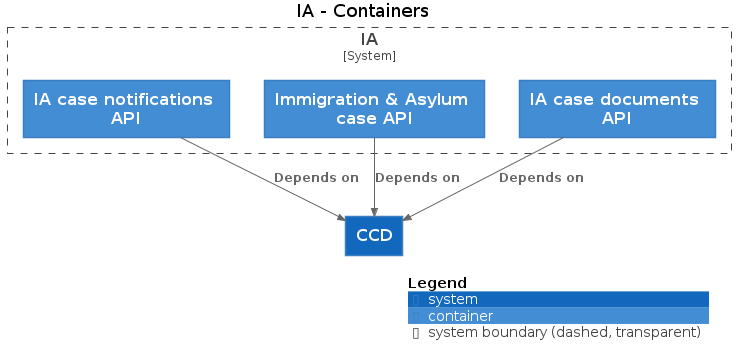 IA - Containers
IA
[System]
IA case notifications
API
Immigration & Asylum
case API
IA case documents
API
Depends on
Depends on
Depends on
CCD
Legend
system
container
system boundary (dashed, transparent)